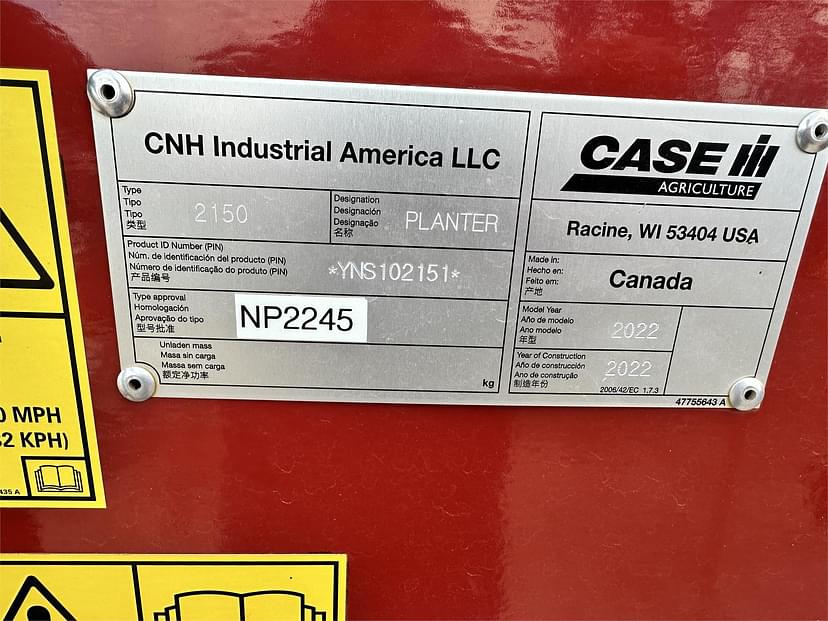 CNH Industrial America LLC
Type
Tipo
Tipo
类型
2150
Designation
Designación
Designação
名称
PLANTER
Product ID Number (PIN)
Núm. de identificación del producto (PIN)
Número de identificação do produto (PIN)
产品编号
*YNS102151*
Type approval
Homologación
Aprovação do tipo
型号批准
NP2245
Unladen mass
Masa sin carga
Massa sem carga
额定净功率
kg
CASE IH
AGRICULTURE
Racine, WI 53404 USA
Made in:
Hecho en:
Feito em:
产地
Canada
Model Year
Año de modelo
Ano modelo
年型
2022
Year of Construction
Año de construcción
Ano de construção
制造年份
2022
2006/42/EC 1.7.3
47755643 A
0 MPH
32 KPH)
435 A